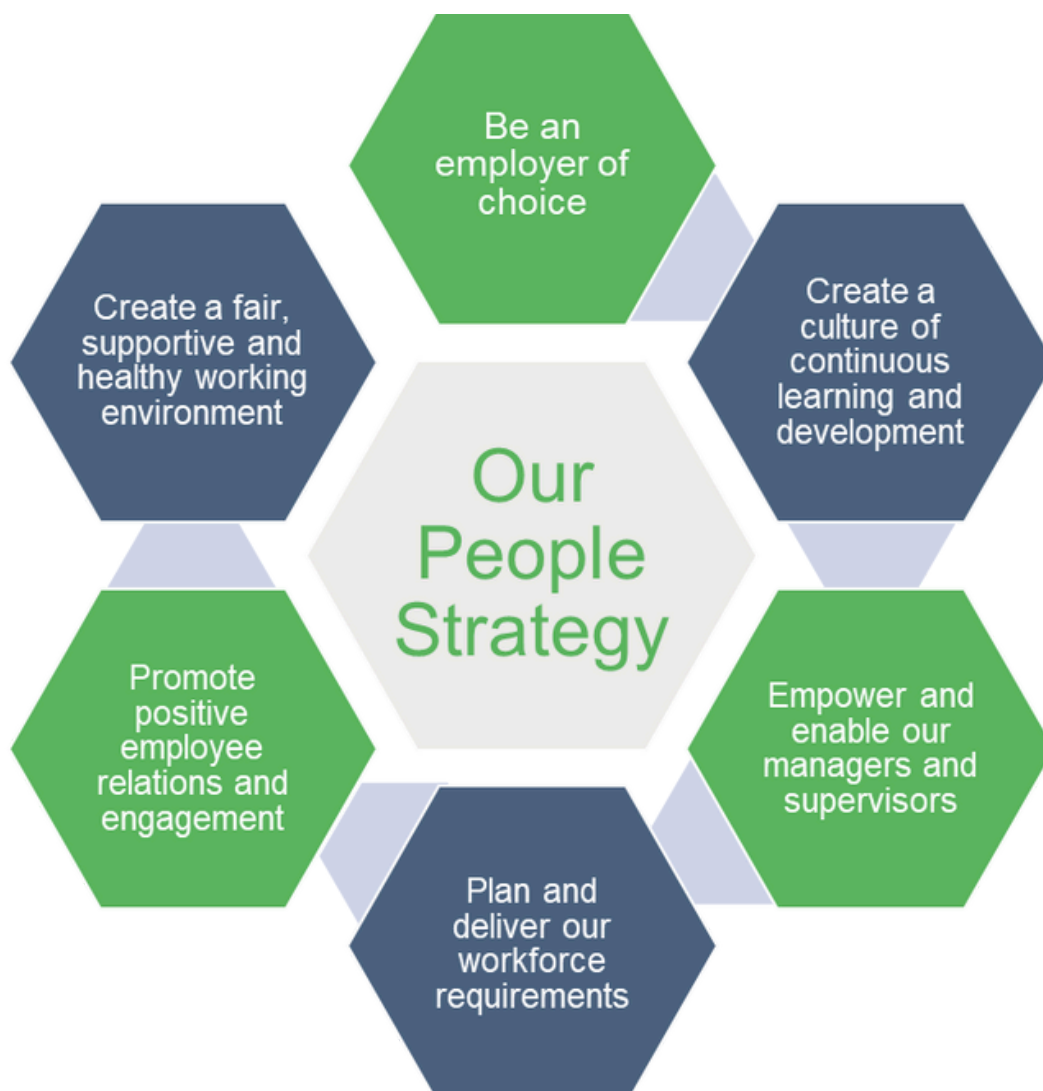 Be an
employer of
choice
Create a
culture of
continuous
learning and
development
Empower and
enable our
managers and
supervisors
Plan and
deliver our
workforce
requirements
Promote
positive
employee
relations and
engagement
Create a fair,
supportive and
healthy working
environment
Our
People
Strategy